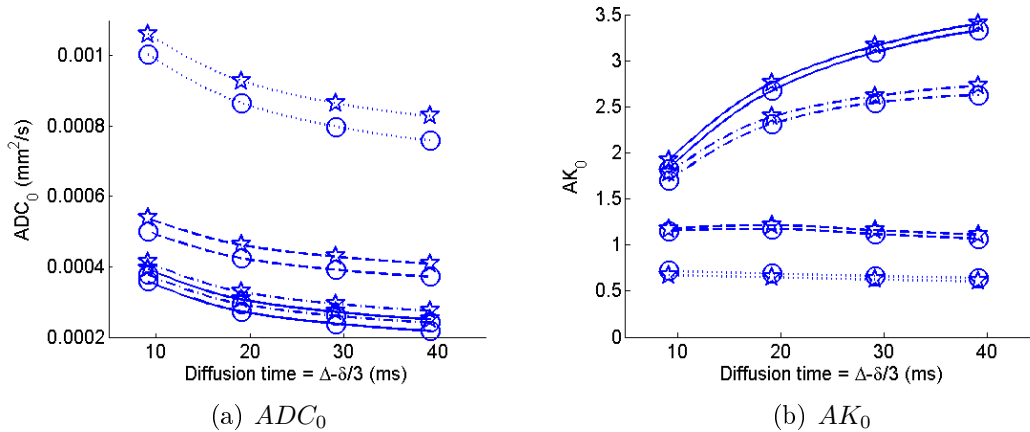 0.001
0.0008
0.0006
0.0004
0.0002
ADC₀ (mm²/s)
10 20 30 40
Diffusion time = Δ-δ/3 (ms)
(a) ADC₀
3.5
3
2.5
2
1.5
1
0.5
0
AK₀
10 20 30 40
Diffusion time = Δ-δ/3 (ms)
(b) AK₀